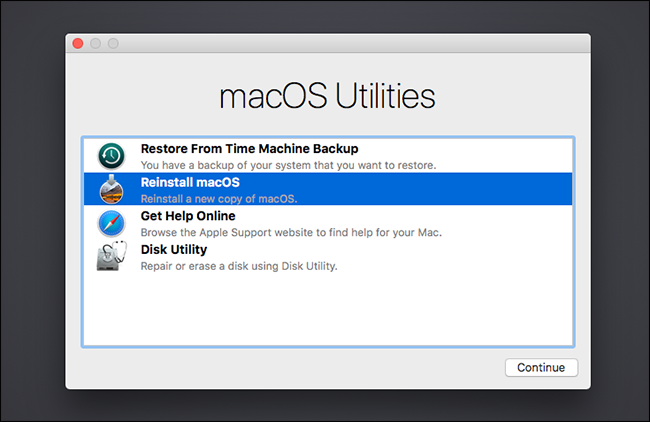 macOS Utilities
Restore From Time Machine Backup
You have a backup of your system that you want to restore.
Reinstall macOS
Reinstall a new copy of macOS.
Get Help Online
Browse the Apple Support website to find help for your Mac.
Disk Utility
Repair or erase a disk using Disk Utility.
Continue